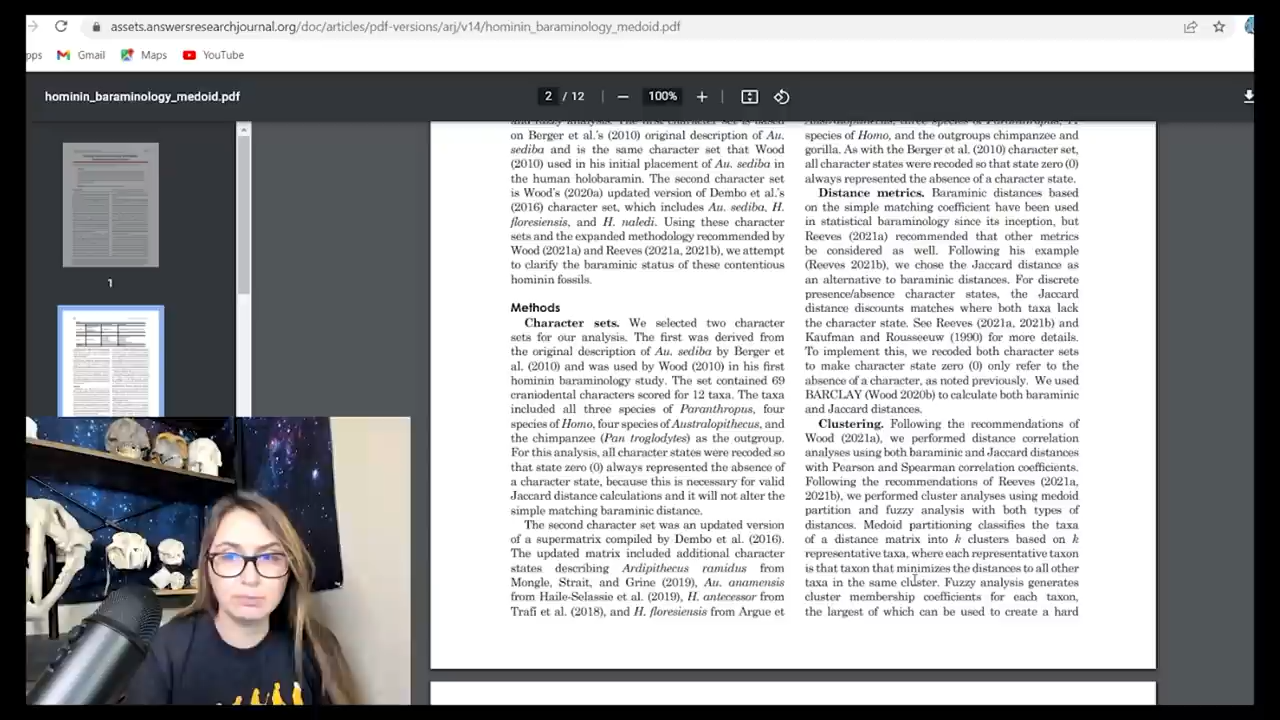 assets.answersresearchjournal.org/doc/articles/pdf-versions/arj/v14/hominin_baraminology_medoid.pdf
pps Gmail Maps YouTube
hominin_baraminology_medoid.pdf 2 / 12 100%
1
and fuzzy analysis. The first character set is based
on Berger et al.'s (2010) original description of Au.
sediba and is the same character set that Wood
(2010) used in his initial placement of Au. sediba in
the human holobaramin. The second character set
is Wood's (2020a) updated version of Dembo et al.'s
(2016) character set, which includes Au. sediba, H.
floresiensis, and H. naledi. Using these character
sets and the expanded methodology recommended by
Wood (2021a) and Reeves (2021a, 2021b), we attempt
to clarify the baraminic status of these contentious
hominin fossils.
Methods
Character sets. We selected two character
sets for our analysis. The first was derived from
the original description of Au. sediba by Berger et
al. (2010) and was used by Wood (2010) in his first
hominin baraminology study. The set contained 69
craniodental characters scored for 12 taxa. The taxa
included all three species of Paranthropus, four
species of Homo, four species of Australopithecus, and
the chimpanzee (Pan troglodytes) as the outgroup.
For this analysis, all character states were recoded so
that state zero (0) always represented the absence of
a character state, because this is necessary for valid
Jaccard distance calculations and it will not alter the
simple matching baraminic distance.
The second character set was an updated version
of a supermatrix compiled by Dembo et al. (2016).
The updated matrix included additional character
states describing Ardipithecus ramidus from
Mongle, Strait, and Grine (2019), Au. anamensis
from Haile-Selassie et al. (2019), H. antecessor from
Trafí et al. (2018), and H. floresiensis from Argue et
Australopithecus, three species of Paranthropus, 11
species of Homo, and the outgroups chimpanzee and
gorilla. As with the Berger et al. (2010) character set,
all character states were recoded so that state zero (0)
always represented the absence of a character state.
Distance metrics. Baraminic distances based
on the simple matching coefficient have been used
in statistical baraminology since its inception, but
Reeves (2021a) recommended that other metrics
be considered as well. Following his example
(Reeves 2021b), we chose the Jaccard distance as
an alternative to baraminic distances. For discrete
presence/absence character states, the Jaccard
distance discounts matches where both taxa lack
the character state. See Reeves (2021a, 2021b) and
Kaufman and Rousseeuw (1990) for more details.
To implement this, we recoded both character sets
to make character state zero (0) only refer to the
absence of a character, as noted previously. We used
BARCLAY (Wood 2020b) to calculate both baraminic
and Jaccard distances.
Clustering. Following the recommendations of
Wood (2021a), we performed distance correlation
analyses using both baraminic and Jaccard distances
with Pearson and Spearman correlation coefficients.
Following the recommendations of Reeves (2021a,
2021b), we performed cluster analyses using medoid
partition and fuzzy analysis with both types of
distances. Medoid partitioning classifies the taxa
of a distance matrix into k clusters based on k
representative taxa, where each representative taxon
is that taxon that minimizes the distances to all other
taxa in the same cluster. Fuzzy analysis generates
cluster membership coefficients for each taxon,
the largest of which can be used to create a hard